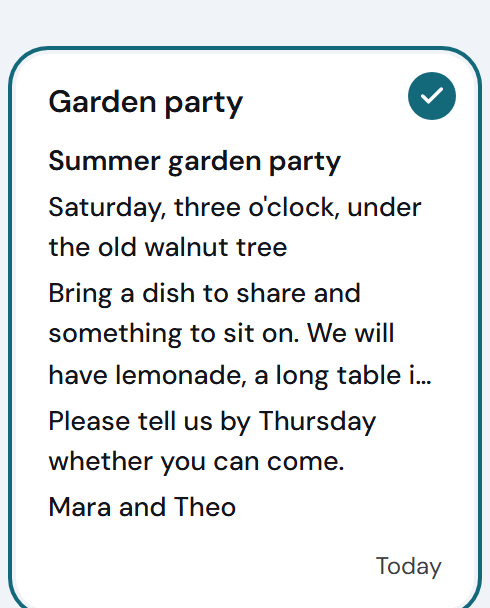 Garden party
Summer garden party
Saturday, three o'clock, under
the old walnut tree
Bring a dish to share and
something to sit on. We will
have lemonade, a long table i...
Please tell us by Thursday
whether you can come.
Mara and Theo
Today